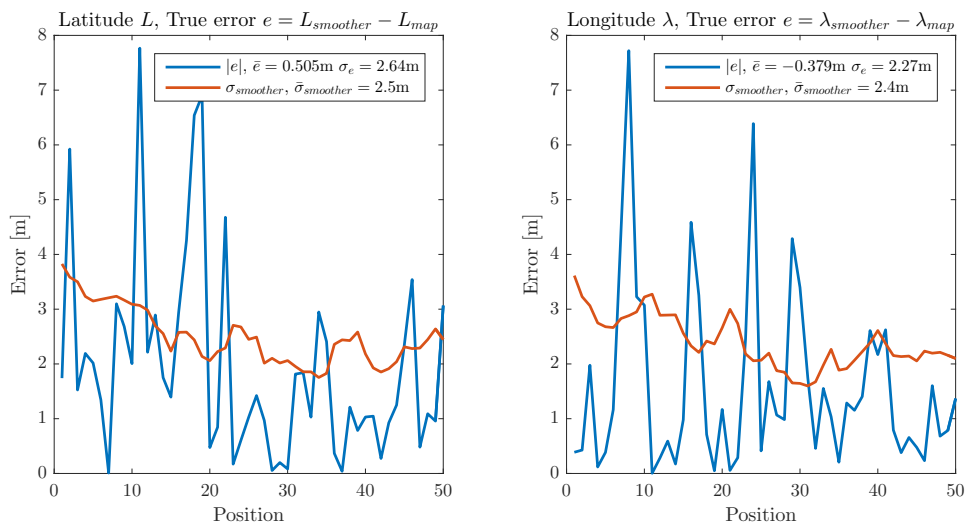 Latitude L, True error e = L_smoother − L_map
8
7
6
5
4
3
2
1
0
Error [m]
|e|, ē = 0.505m σ_e = 2.64m
σ_smoother, σ̄_smoother = 2.5m
0 10 20 30 40 50
Position
Longitude λ, True error e = λ_smoother − λ_map
8
7
6
5
4
3
2
1
0
Error [m]
|e|, ē = −0.379m σ_e = 2.27m
σ_smoother, σ̄_smoother = 2.4m
0 10 20 30 40 50
Position